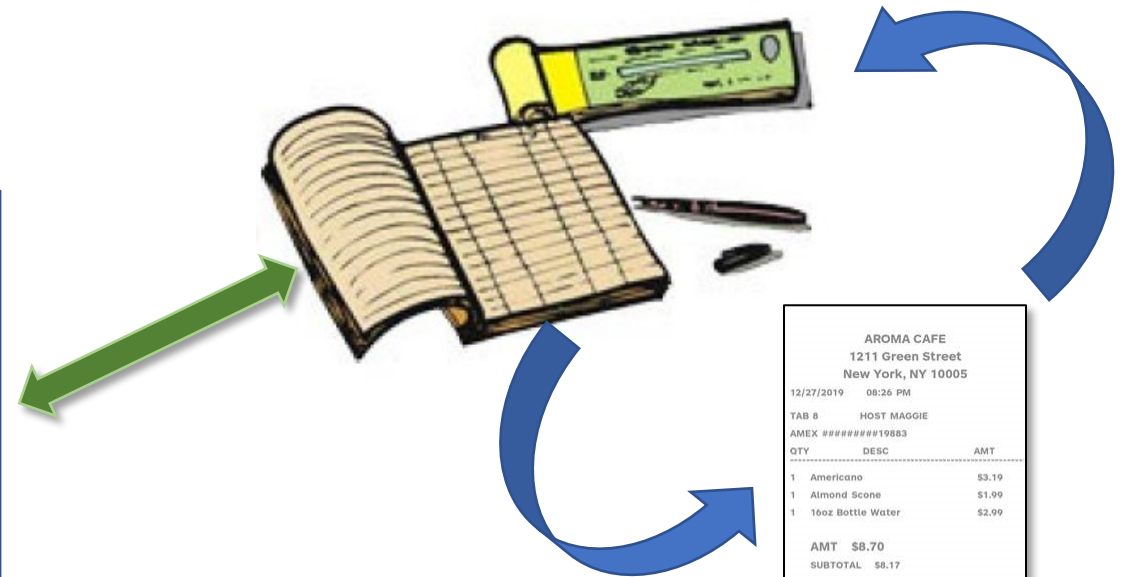 AROMA CAFE
1211 Green Street
New York, NY 10005
12/27/2019 08:26 PM
TAB 8 HOST MAGGIE
AMEX #########19883
QTY DESC AMT
1 Americano $3.19
1 Almond Scone $1.99
1 16oz Bottle Water $2.99
AMT $8.70
SUBTOTAL $8.17